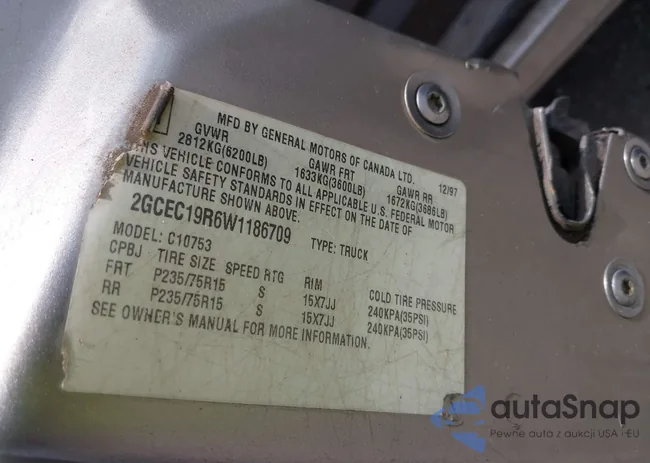 MFD BY GENERAL MOTORS OF CANADA LTD. 12/97
GVWR GAWR FRT GAWR RR
2812KG(6200LB) 1633KG(3600LB) 1672KG(3686LB)
THIS VEHICLE CONFORMS TO ALL APPLICABLE U.S. FEDERAL MOTOR
VEHICLE SAFETY STANDARDS IN EFFECT ON THE DATE OF
MANUFACTURE SHOWN ABOVE.
2GCEC19R6W1186709 TYPE: TRUCK
MODEL: C10753
CPBJ TIRE SIZE SPEED RTG RIM COLD TIRE PRESSURE
FRT P235/75R15 S 15X7JJ 240KPA(35PSI)
RR P235/75R15 S 15X7JJ 240KPA(35PSI)
SEE OWNER'S MANUAL FOR MORE INFORMATION.
autaSnap
Pewne auta z aukcji USA i EU